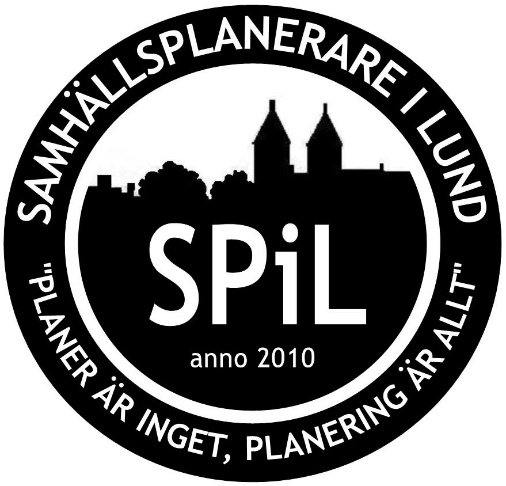 SAMHÄLLSPLANERARE I LUND
SPiL
anno 2010
"PLANER ÄR INGET, PLANERING ÄR ALLT"